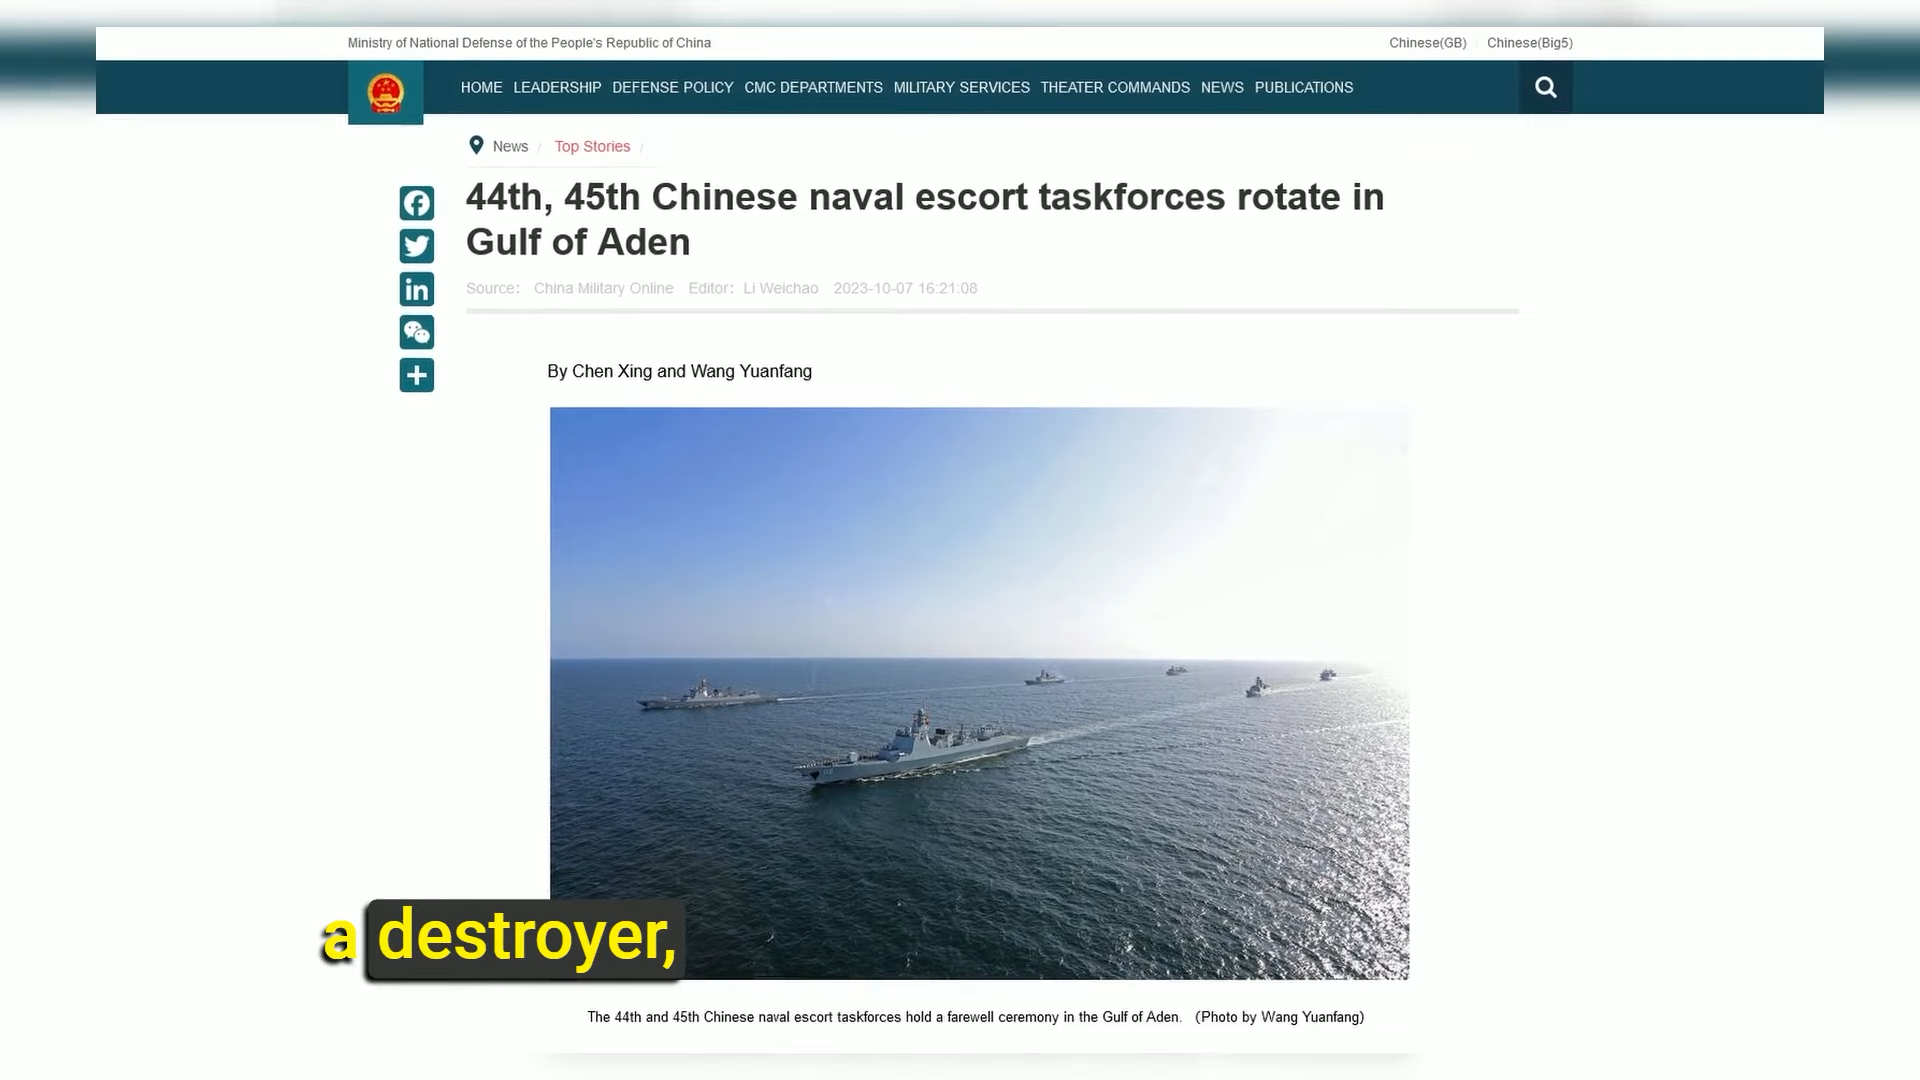 Ministry of National Defense of the People's Republic of China
Chinese(GB) Chinese(Big5)
HOME LEADERSHIP DEFENSE POLICY CMC DEPARTMENTS MILITARY SERVICES THEATER COMMANDS NEWS PUBLICATIONS
News / Top Stories /
44th, 45th Chinese naval escort taskforces rotate in
Gulf of Aden
Source: China Military Online Editor: Li Weichao 2023-10-07 16:21:08
By Chen Xing and Wang Yuanfang
a destroyer,
The 44th and 45th Chinese naval escort taskforces hold a farewell ceremony in the Gulf of Aden. (Photo by Wang Yuanfang)